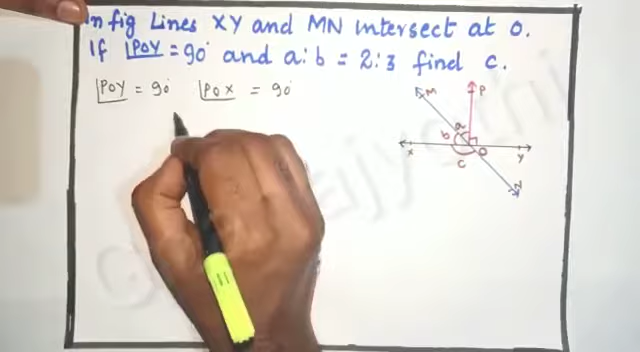 In fig Lines XY and MN intersect at O.
If ∠POY = 90° and a:b = 2:3 find c.
∠POY = 90° ∠POX = 90°
M P
a
b
x O y
c
N